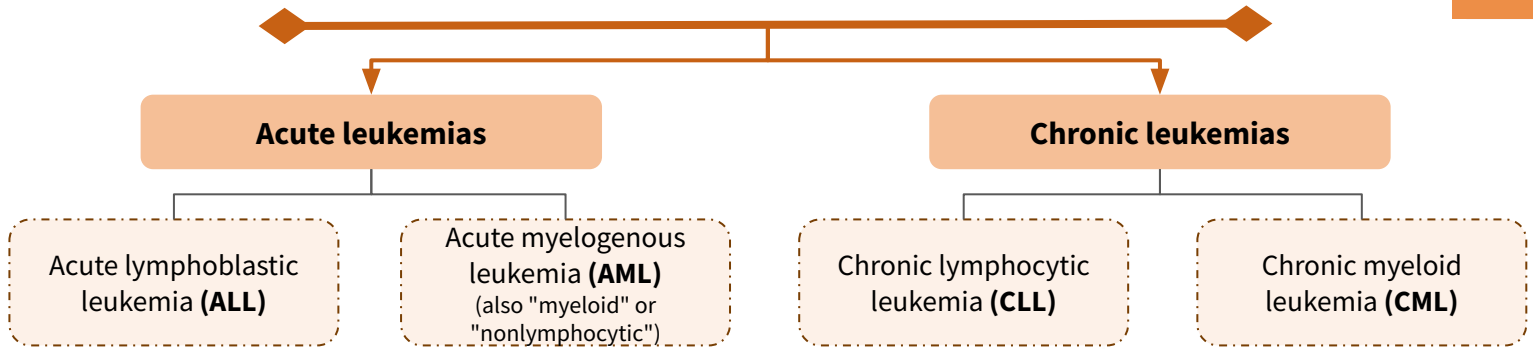 Acute leukemias
Chronic leukemias
Acute lymphoblastic
leukemia (ALL)
Acute myelogenous
leukemia (AML)
(also "myeloid" or
"nonlymphocytic")
Chronic lymphocytic
leukemia (CLL)
Chronic myeloid
leukemia (CML)